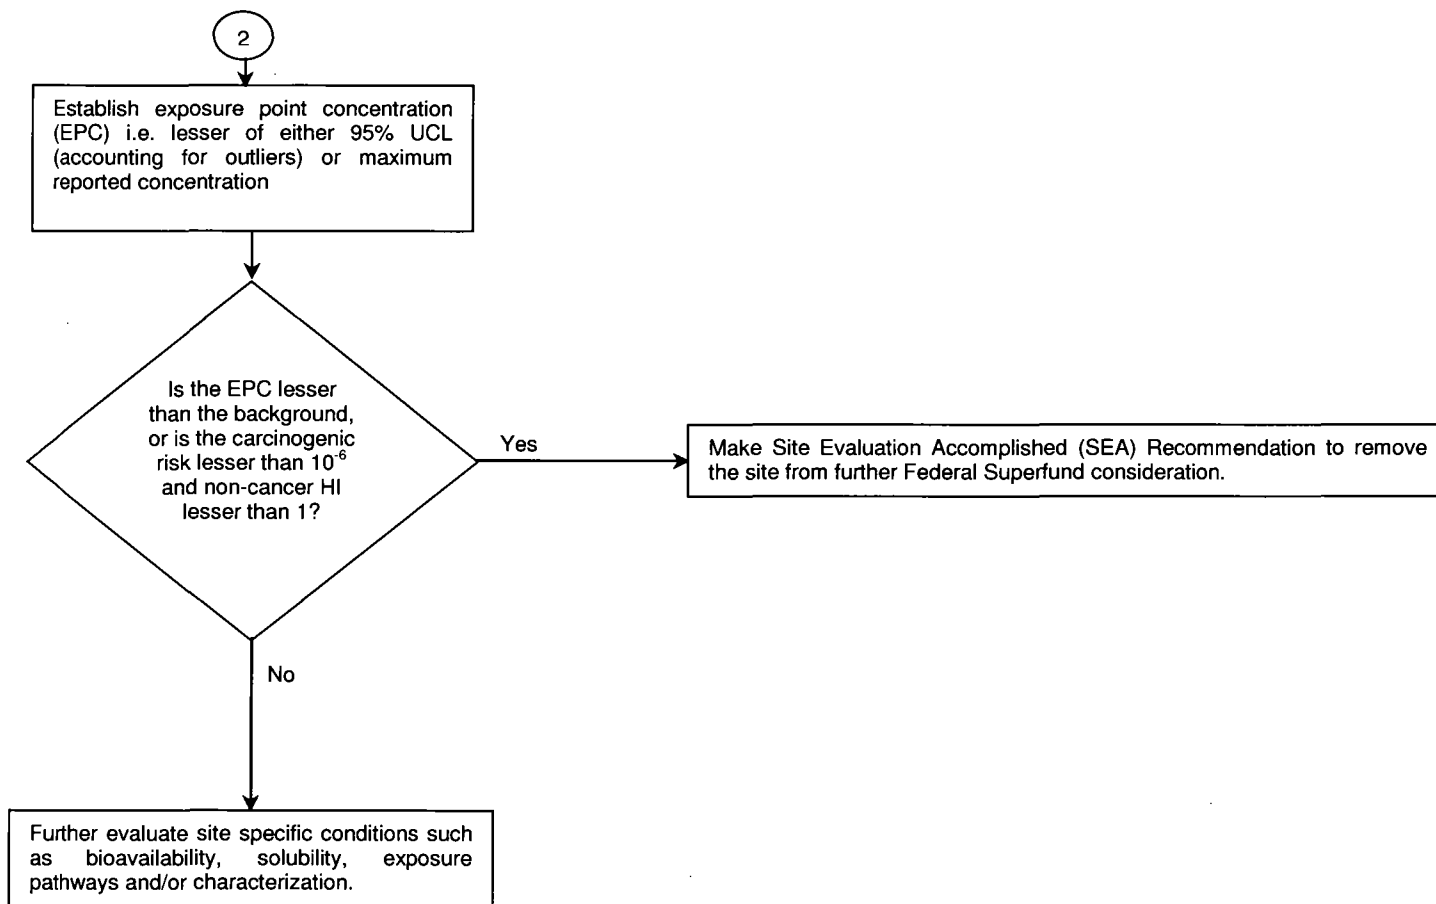 2
Establish exposure point concentration
(EPC) i.e. lesser of either 95% UCL
(accounting for outliers) or maximum
reported concentration
Is the EPC lesser
than the background,
or is the carcinogenic
risk lesser than 10⁻⁶
and non-cancer HI
lesser than 1?
Yes
Make Site Evaluation Accomplished (SEA) Recommendation to remove
the site from further Federal Superfund consideration.
No
Further evaluate site specific conditions such
as bioavailability, solubility, exposure
pathways and/or characterization.